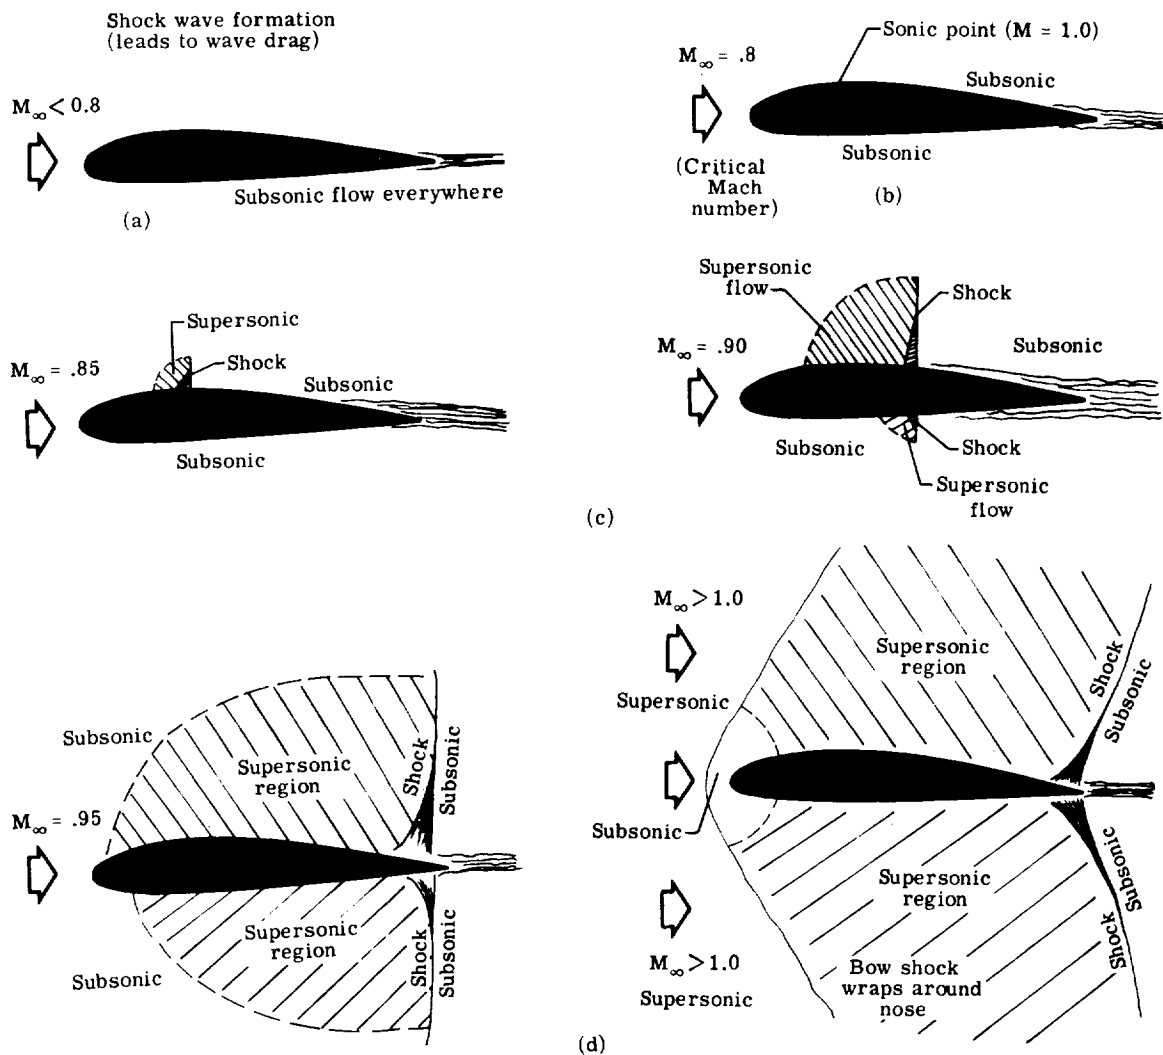 Shock wave formation
(leads to wave drag)
M∞ < 0.8
Subsonic flow everywhere
(a)
M∞ = .8
Sonic point (M = 1.0)
Subsonic
Subsonic
(Critical
Mach
number)
(b)
M∞ = .85
Supersonic
Shock
Subsonic
Subsonic
M∞ = .90
Supersonic
flow
Shock
Subsonic
Subsonic
Shock
Supersonic
flow
(c)
M∞ = .95
Subsonic
Supersonic
region
Shock
Subsonic
Supersonic
region
Shock
Subsonic
Subsonic
M∞ > 1.0
Supersonic
Supersonic
region
Shock
Subsonic
Subsonic
Supersonic
region
Subsonic
Shock
M∞ > 1.0
Supersonic
Bow shock
wraps around
nose
(d)